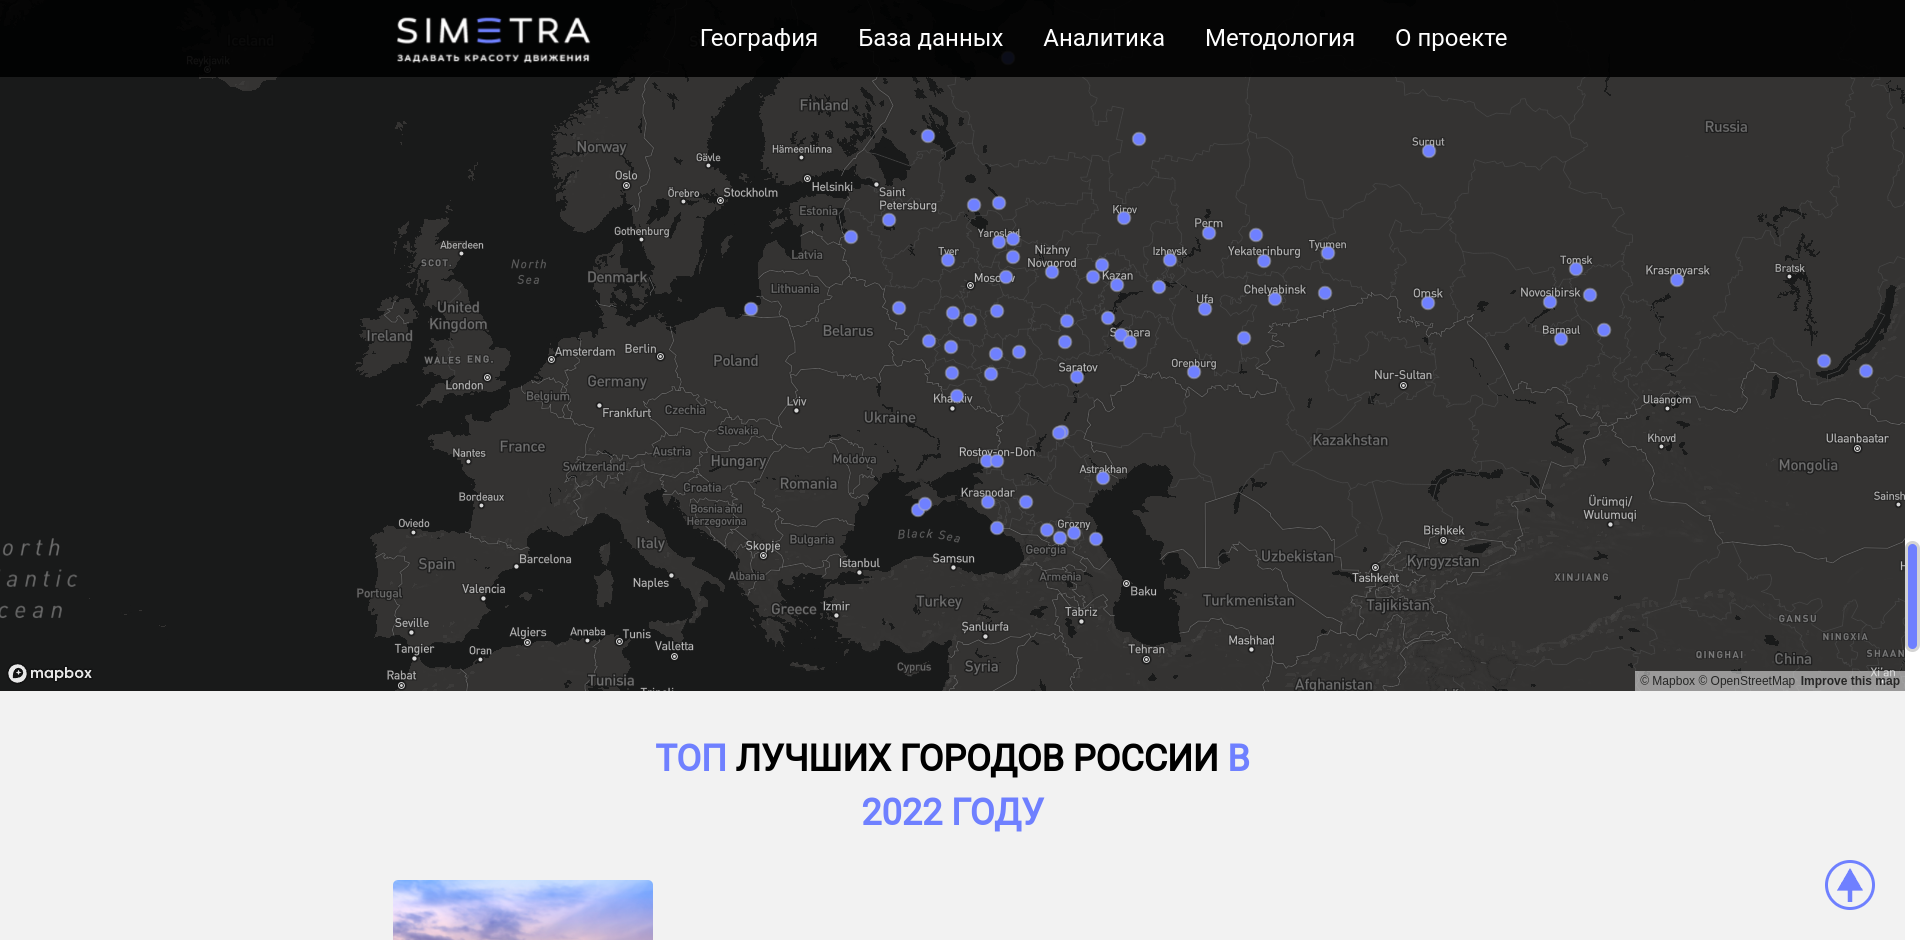 SIMETRA
ЗАДАВАТЬ КРАСОТУ ДВИЖЕНИЯ
География
База данных
Аналитика
Методология
О проекте
Iceland
Reykjavik
Finland
Russia
Surgut
Norway
Gävle
Hämeenlinna
Oslo
Helsinki
Örebro
Stockholm
Saint
Petersburg
Estonia
Kirov
Perm
Gothenburg
Yaroslavl
Aberdeen
Tver
Nizhny
Novgorod
Izhevsk
Yekaterinburg
Tyumen
Latvia
SCOT.
North
Sea
Tomsk
Krasnoyarsk
Bratsk
Denmark
Moscow
Kazan
Lithuania
Chelyabinsk
Omsk
Novosibirsk
Ufa
United
Kingdom
Ireland
Belarus
Samara
Barnaul
Amsterdam
Berlin
WALES
ENG.
Poland
Orenburg
Saratov
Nur-Sultan
London
Germany
Belgium
Frankfurt
Czechia
Lviv
Kharkiv
Ukraine
Ulaangom
Slovakia
Khovd
Ulaanbaatar
Kazakhstan
France
Nantes
Austria
Rostov-on-Don
Switzerland
Hungary
Moldova
Astrakhan
Mongolia
Romania
Croatia
Krasnodar
Bordeaux
Sainsh
Ürümqi/
Wulumuqi
Bosnia and
Herzegovina
Oviedo
Grozny
Bishkek
Black Sea
Bulgaria
Italy
Skopje
Georgia
orth
lantic
cean
Spain
Barcelona
Istanbul
Samsun
Uzbekistan
Kyrgyzstan
Tashkent
XINJIANG
Albania
Armenia
Naples
Valencia
Portugal
Baku
Greece
Izmir
Turkey
Tabriz
Turkmenistan
Tajikistan
Seville
Algiers
Annaba
Tunis
Şanlıurfa
GANSU
NINGXIA
Tangier
Oran
Valletta
Tehran
Mashhad
QINGHAI
China
SHAAN
Cyprus
Syria
Rabat
Tunisia
Afghanistan
Xi'an
mapbox
© Mapbox © OpenStreetMap Improve this map
ТОП ЛУЧШИХ ГОРОДОВ РОССИИ В
2022 ГОДУ